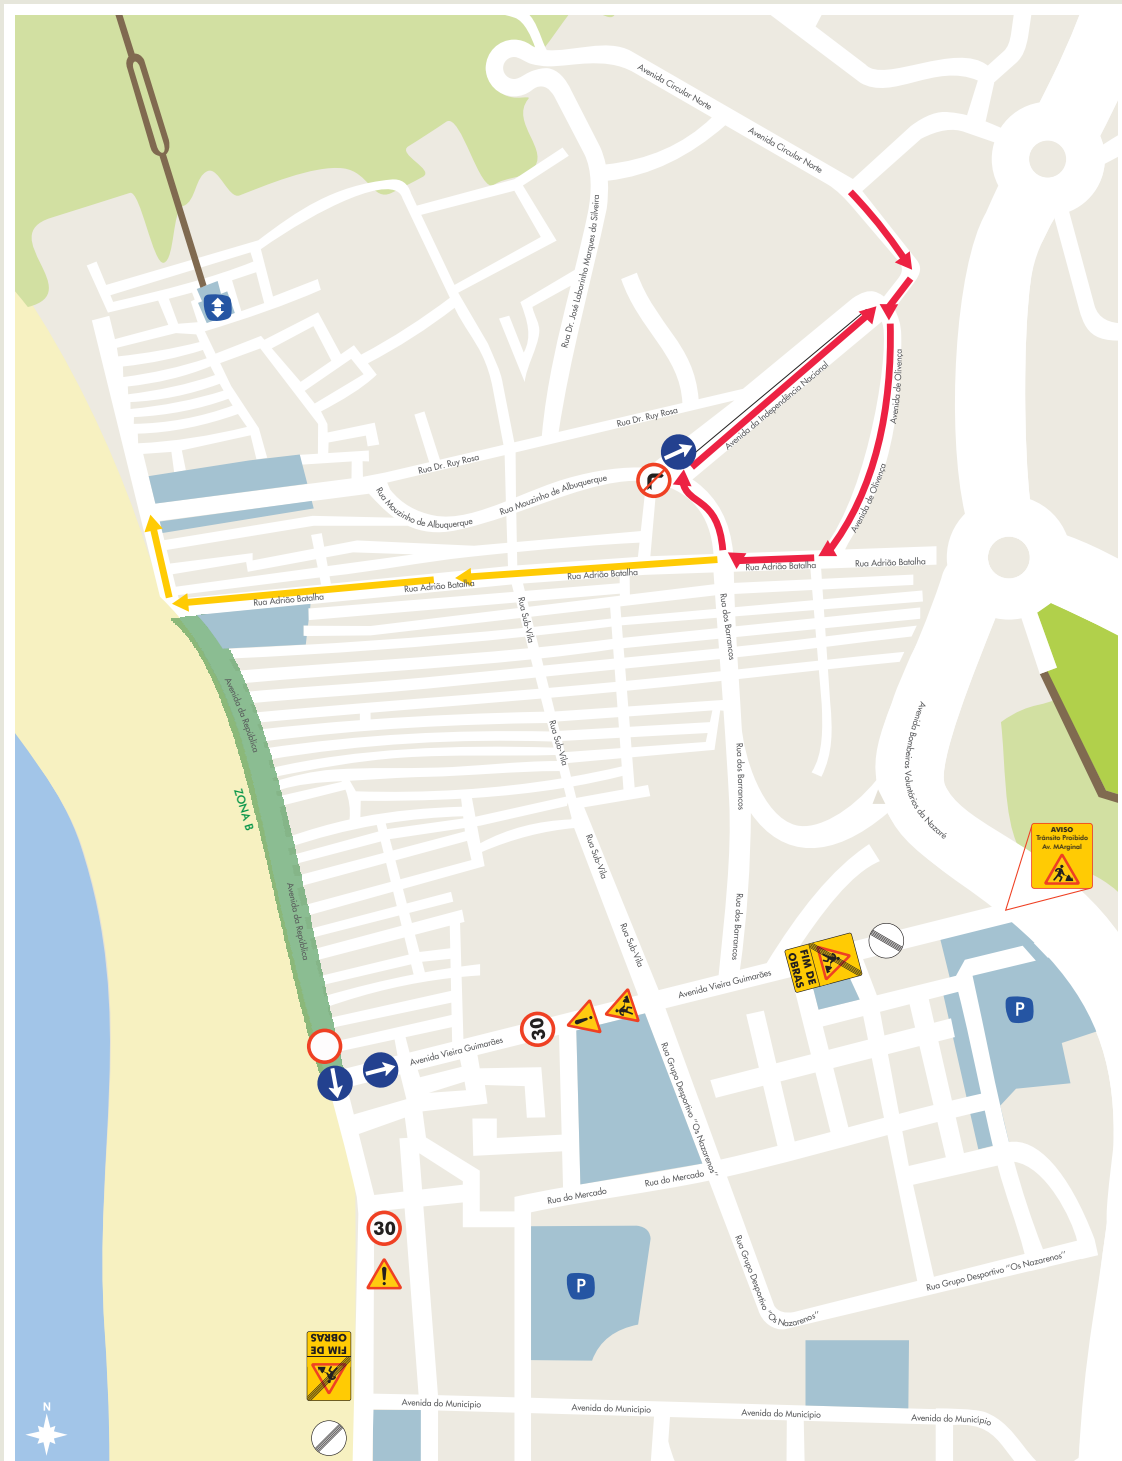 Avenida Circular Norte
Avenida Circular Norte
Rua Dr. José Laborinho Marques da Silveira
Avenida de Olivença
Avenida da Independência Nacional
Rua Dr. Ruy Rosa
Rua Dr. Ruy Rosa
Avenida de Olivença
Rua Mouzinho de Albuquerque
Rua Mouzinho de Albuquerque
Rua Adrião Batalha
Rua Adrião Batalha
Rua Adrião Batalha
Rua Adrião Batalha
Rua Adrião Batalha
Rua Sub-Vila
Rua dos Barrancos
Avenida da República
Rua Sub-Vila
Rua dos Barrancos
Avenida Bombeiros Voluntários da Nazaré
ZONA B
AVISO
Trânsito Proibido
Av. MArginal
Rua Sub-Vila
Avenida da República
Rua dos Barrancos
Rua Sub-Vila
FIM DE
OBRAS
Avenida Vieira Guimarães
P
30
Avenida Vieira Guimarães
Rua Grupo Desportivo "Os Nazarenos"
Rua do Mercado
Rua do Mercado
30
P
Rua Grupo Desportivo "Os Nazarenos"
Rua Grupo Desportivo "Os Nazarenos"
FIM DE
OBRAS
N
Avenida do Município
Avenida do Município
Avenida do Município
Avenida do Município